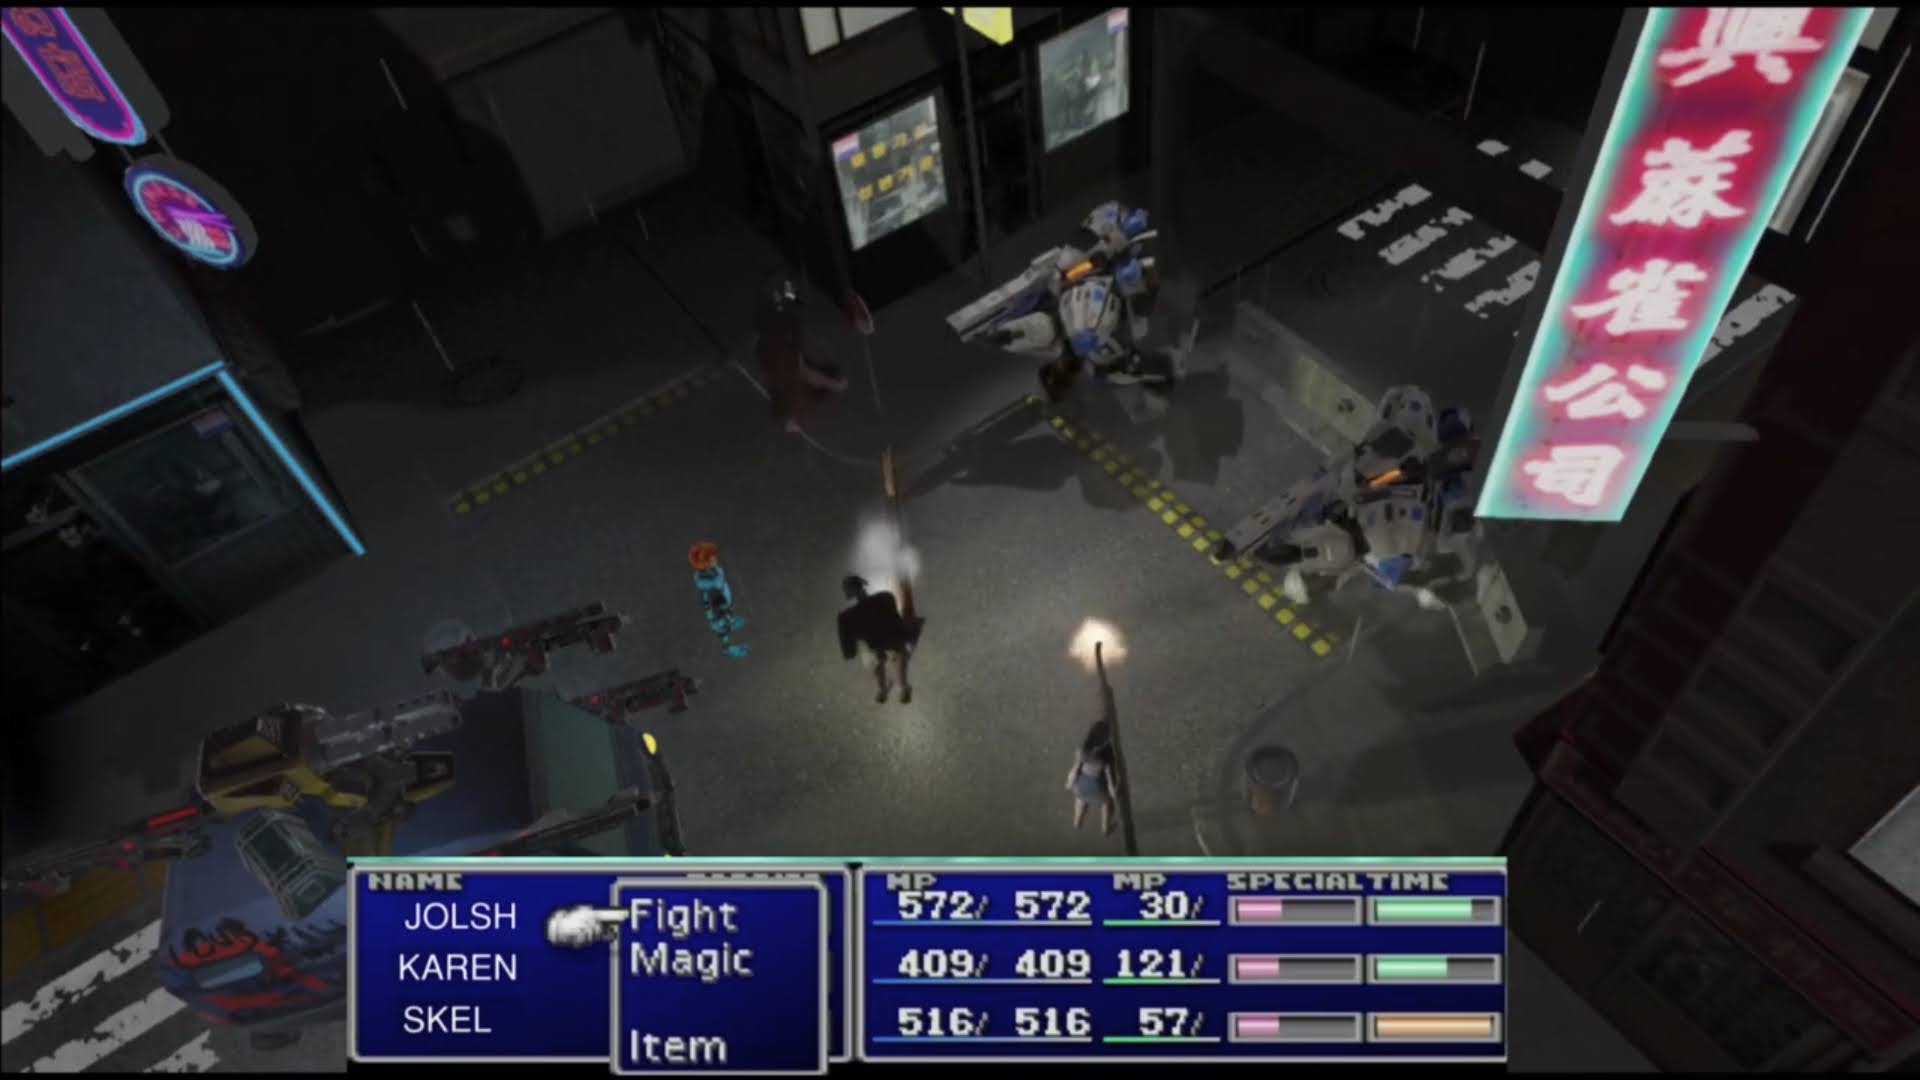 興
蘇
雀
公
司
NAME
JOLSH
KAREN
SKEL
Fight
Magic
Item
MP MP SPECIAL TIME
572/ 572 30/
409/ 409 121/
516/ 516 57/